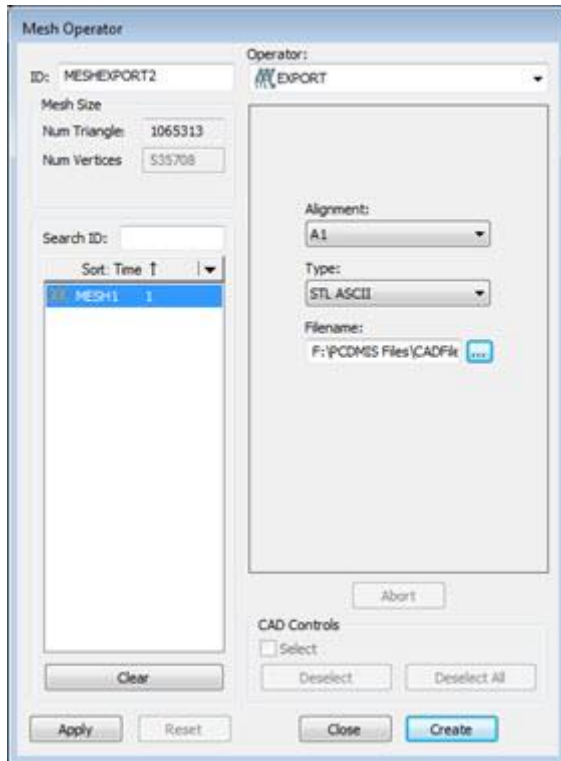 Mesh Operator
ID: MESHEXPORT2
Operator:
EXPORT
Mesh Size
Num Triangle: 1065313
Num Vertices 535708
Alignment:
A1
Search ID:
Sort: Time ↑
Type:
STL ASCII
MESH1 1
Filename:
F:\PCDMIS Files\CADFile
...
Abort
CAD Controls
Select
Clear
Deselect
Deselect All
Apply
Reset
Close
Create